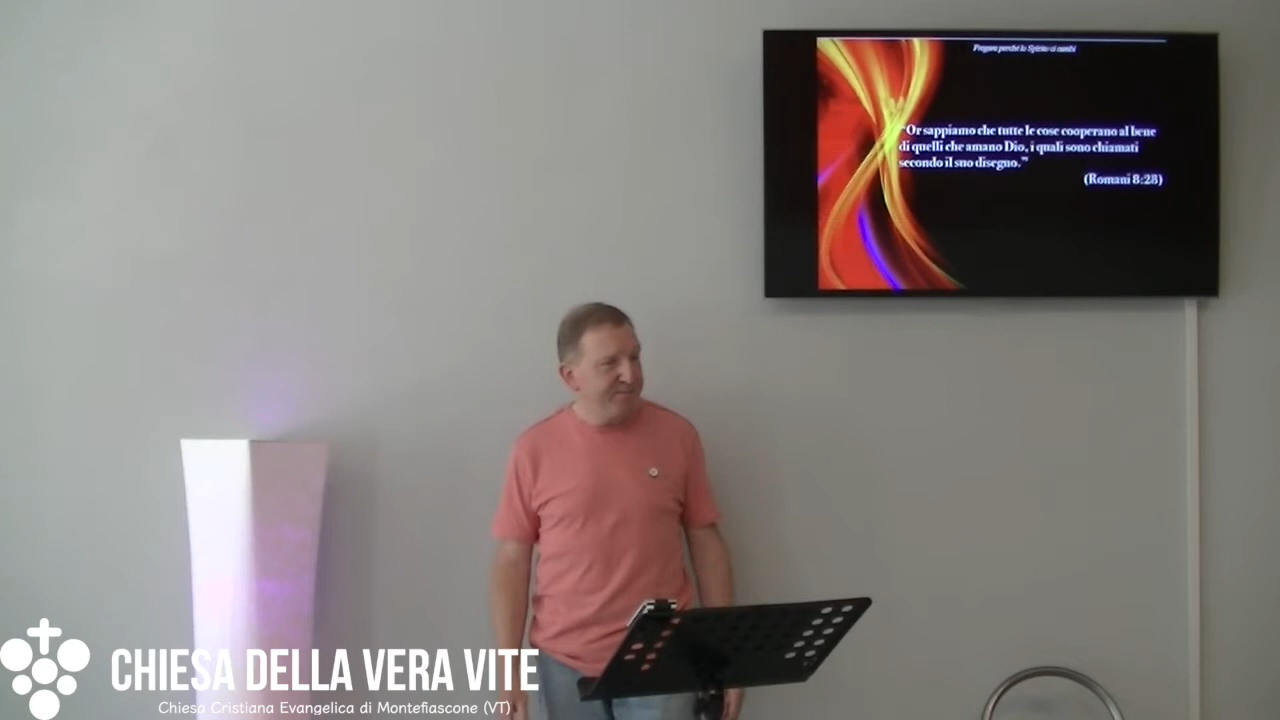 Pregare perché lo Spirito ci cambi
"Or sappiamo che tutte le cose cooperano al bene
di quelli che amano Dio, i quali sono chiamati
secondo il suo disegno."
(Romani 8:28)
CHIESA DELLA VERA VITE
Chiesa Cristiana Evangelica di Montefiascone (VT)